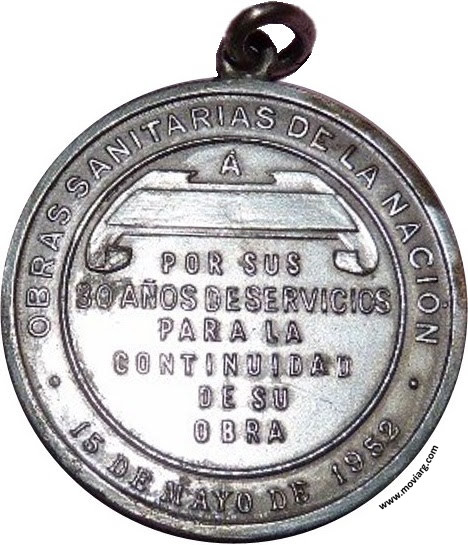 OBRAS SANITARIAS DE LA NACIÓN
Á
POR SUS
30 AÑOS DE SERVICIOS
PARA LA
CONTINUIDAD
DE SU
OBRA
15 DE MAYO DE 1952
www.moviarg.com